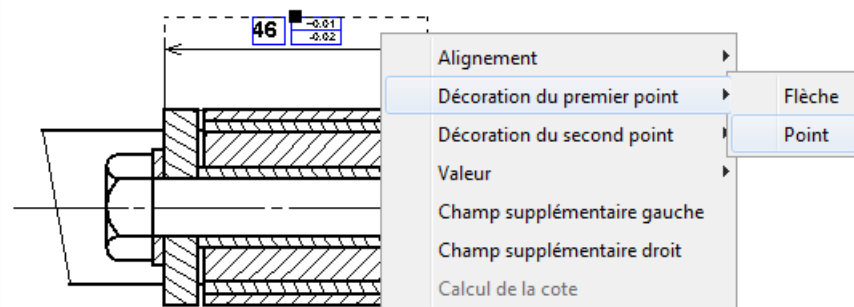 46 -0.01
-0.02
Alignement
Décoration du premier point
Flèche
Décoration du second point
Point
Valeur
Champ supplémentaire gauche
Champ supplémentaire droit
Calcul de la cote